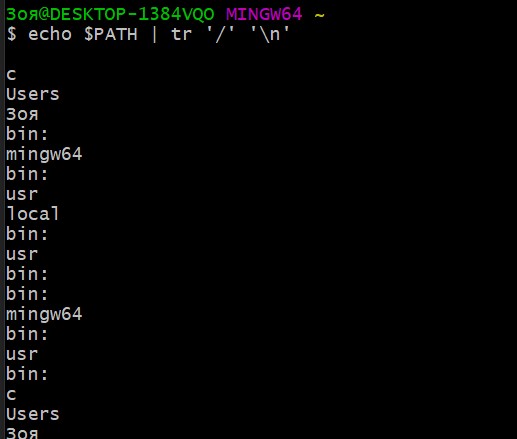 Зоя@DESKTOP-1384VQO MINGW64 ~
$ echo $PATH | tr '/' '\n'
c
Users
Зоя
bin:
mingw64
bin:
usr
local
bin:
usr
bin:
bin:
mingw64
bin:
usr
bin:
c
Users
Зоя